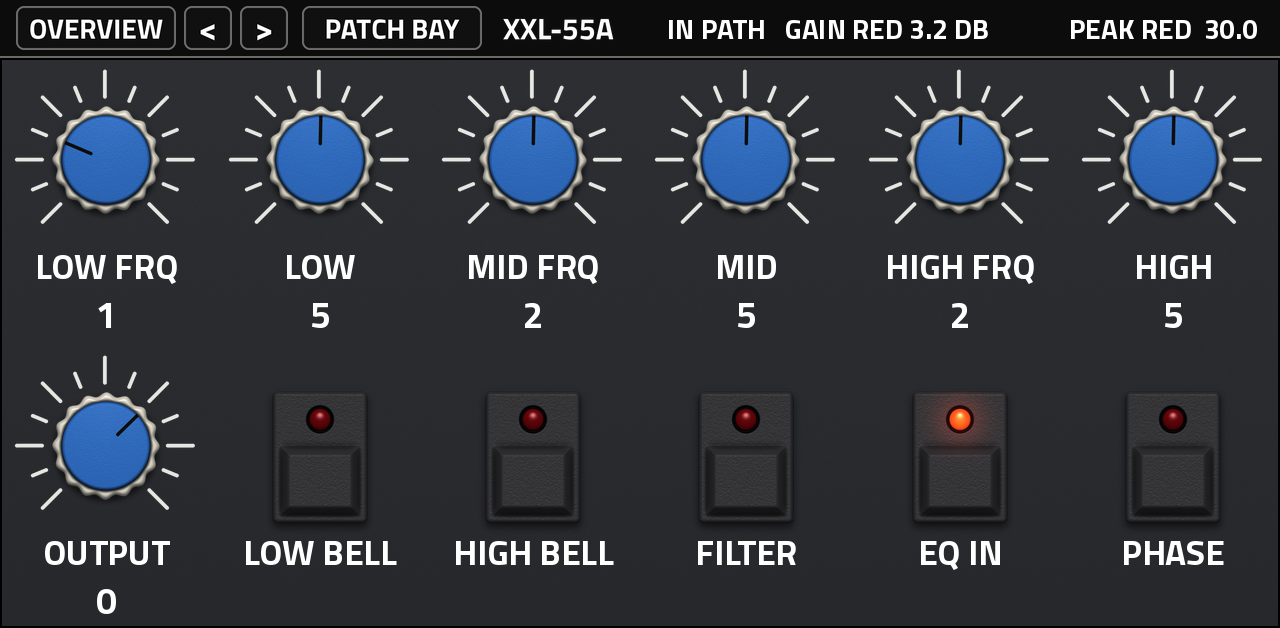 OVERVIEW < > PATCH BAY XXL-55A IN PATH GAIN RED 3.2 DB PEAK RED 30.0
LOW FRQ LOW MID FRQ MID HIGH FRQ HIGH
1 5 2 5 2 5
OUTPUT LOW BELL HIGH BELL FILTER EQ IN PHASE
0